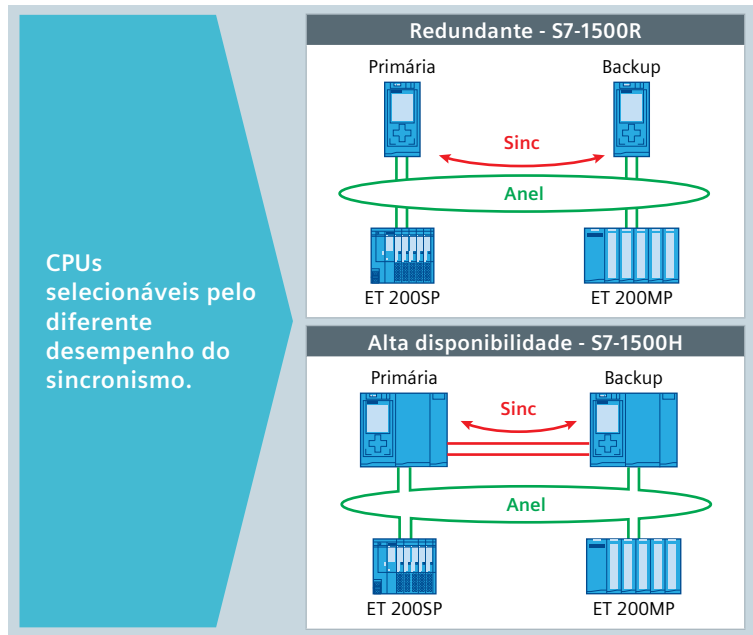 CPUs
selecionáveis pelo
diferente
desempenho do
sincronismo.
Redundante - S7-1500R
Primária
Backup
Sinc
Anel
ET 200SP
ET 200MP
Alta disponibilidade - S7-1500H
Primária
Backup
Sinc
Anel
ET 200SP
ET 200MP